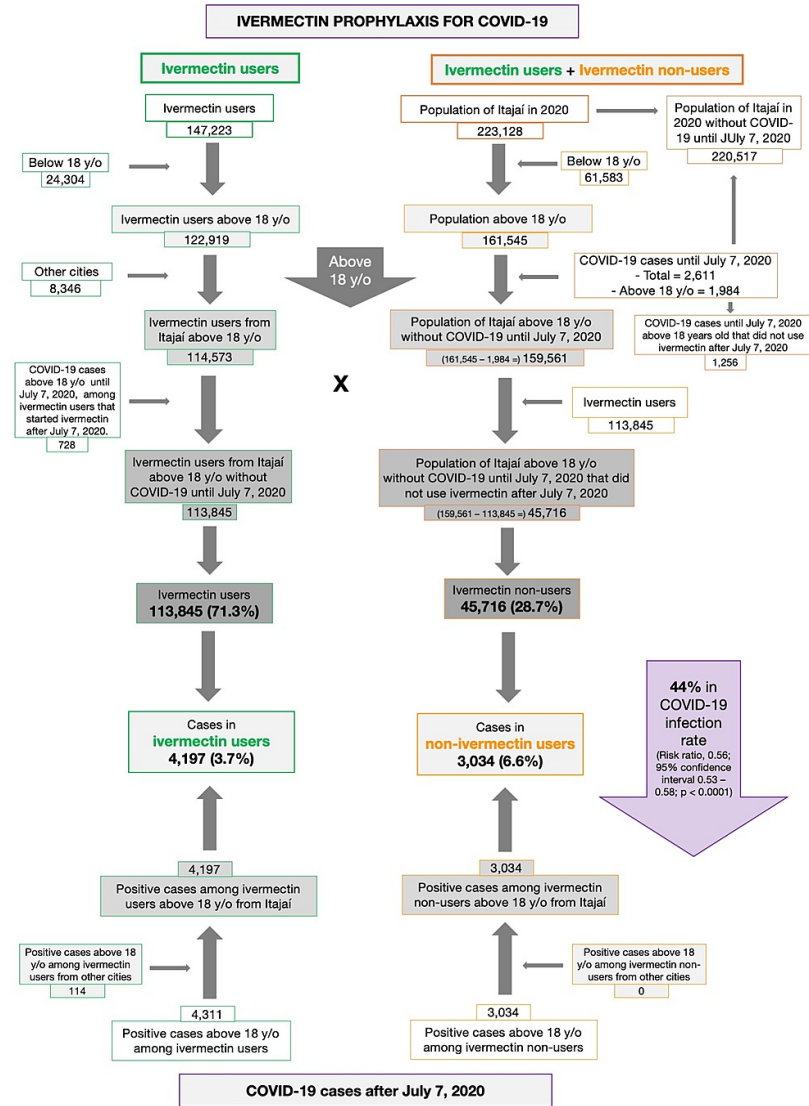 IVERMECTIN PROPHYLAXIS FOR COVID-19
Ivermectin users
Ivermectin users
147,223
Below 18 y/o
24,304
Ivermectin users above 18 y/o
122,919
Other cities
8,346
Ivermectin users from
Itajaí above 18 y/o
114,573
COVID-19 cases
above 18 y/o until
July 7, 2020, among
ivermectin users that
started ivermectin
after July 7, 2020.
728
Ivermectin users from Itajaí
above 18 y/o without
COVID-19 until July 7, 2020
113,845
Ivermectin users
113,845 (71.3%)
Cases in
ivermectin users
4,197 (3.7%)
4,197
Positive cases among ivermectin
users above 18 y/o from Itajaí
Positive cases above 18
y/o among ivermectin
users from other cities
114
4,311
Positive cases above 18 y/o
among ivermectin users
Above
18 y/o
X
Ivermectin users + Ivermectin non-users
Population of Itajaí in 2020
223,128
Population of Itajaí in
2020 without COVID-
19 until JUly 7, 2020
220,517
Below 18 y/o
61,583
Population above 18 y/o
161,545
COVID-19 cases until July 7, 2020
- Total = 2,611
- Above 18 y/o = 1,984
COVID-19 cases until July 7, 2020
above 18 years old that did not use
ivermectin after July 7, 2020
1,256
Population of Itajaí above 18 y/o
without COVID-19 until July 7, 2020
(161,545 – 1,984 =) 159,561
Ivermectin users
113,845
Population of Itajaí above 18 y/o
without COVID-19 until July 7, 2020 that did
not use ivermectin after July 7, 2020
(159,561 – 113,845 =) 45,716
Ivermectin non-users
45,716 (28.7%)
Cases in
non-ivermectin users
3,034 (6.6%)
44% in
COVID-19
infection
rate
(Risk ratio, 0.56;
95% confidence
interval 0.53 –
0.58; p < 0.0001)
3,034
Positive cases among ivermectin
non-users above 18 y/o from Itajaí
Positive cases above 18
y/o among ivermectin non-
users from other cities
0
3,034
Positive cases above 18 y/o
among ivermectin non-users
COVID-19 cases after July 7, 2020